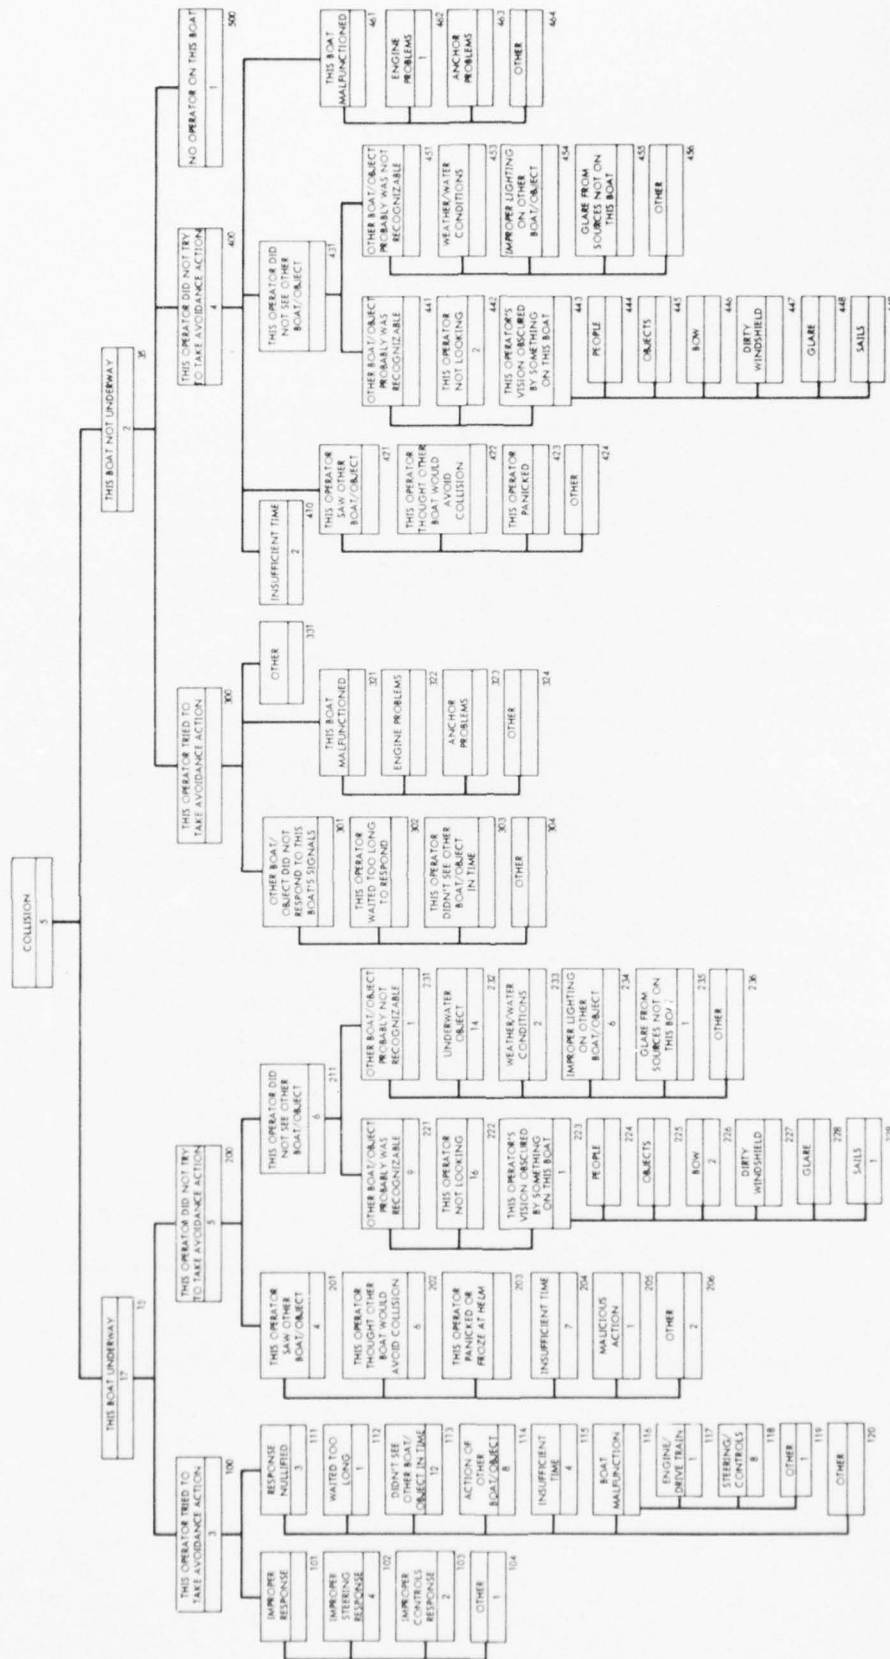 COLLISION
5
THIS BOAT UNDERWAY
17
15
THIS OPERATOR TRIED TO
TAKE AVOIDANCE ACTION
3
100
IMPROPER
RESPONSE
101
IMPROPER
STEERING
RESPONSE
4
102
IMPROPER
CONTROLS
RESPONSE
2
103
OTHER
1
104
RESPONSE
NULLIFIED
3
111
WAITED TOO
LONG
1
112
DIDN'T SEE
OTHER BOAT/
OBJECT IN TIME
12
113
ACTION OF
OTHER
BOAT/OBJECT
8
114
INSUFFICIENT
TIME
4
115
BOAT
MALFUNCTION
116
ENGINE/
DRIVE TRAIN
1
117
STEERING/
CONTROLS
8
118
OTHER
1
119
OTHER
120
THIS OPERATOR DID NOT TRY
TO TAKE AVOIDANCE ACTION
5
200
THIS OPERATOR
SAW OTHER
BOAT/OBJECT
4
201
THIS OPERATOR
THOUGHT OTHER
BOAT WOULD
AVOID COLLISION
6
202
THIS OPERATOR
PANICKED OR
FROZE AT HELM
203
INSUFFICIENT TIME
7
204
MALICIOUS
ACTION
1
205
OTHER
2
206
THIS OPERATOR DID
NOT SEE OTHER
BOAT/OBJECT
6
211
OTHER BOAT/OBJECT
PROBABLY WAS
RECOGNIZABLE
9
221
THIS OPERATOR
NOT LOOKING
16
222
THIS OPERATOR'S
VISION OBSCURED
BY SOMETHING
ON THIS BOAT
1
223
PEOPLE
224
OBJECTS
225
BOW
2
226
DIRTY
WINDSHIELD
227
GLARE
228
SAILS
1
229
OTHER BOAT/OBJECT
PROBABLY NOT
RECOGNIZABLE
1
231
UNDERWATER
OBJECT
14
232
WEATHER/WATER
CONDITIONS
2
233
IMPROPER LIGHTING
ON OTHER
BOAT/OBJECT
6
234
GLARE FROM
SOURCES NOT ON
THIS BOAT
1
235
OTHER
236
THIS BOAT NOT UNDERWAY
2
35
THIS OPERATOR TRIED TO
TAKE AVOIDANCE ACTION
300
OTHER BOAT/
OBJECT DID NOT
RESPOND TO THIS
BOAT'S SIGNALS
301
THIS OPERATOR
WAITED TOO LONG
TO RESPOND
302
THIS OPERATOR
DIDN'T SEE OTHER
BOAT/OBJECT
IN TIME
303
OTHER
304
THIS BOAT
MALFUNCTIONED
321
ENGINE PROBLEMS
322
ANCHOR
PROBLEMS
323
OTHER
324
OTHER
331
THIS OPERATOR DID NOT TRY
TO TAKE AVOIDANCE ACTION
4
400
INSUFFICIENT TIME
2
410
THIS OPERATOR
SAW OTHER
BOAT/OBJECT
421
THIS OPERATOR
THOUGHT OTHER
BOAT WOULD
AVOID
COLLISION
422
THIS OPERATOR
PANICKED
423
OTHER
424
THIS OPERATOR DID
NOT SEE OTHER
BOAT/OBJECT
431
OTHER BOAT/OBJECT
PROBABLY WAS
RECOGNIZABLE
441
THIS OPERATOR
NOT LOOKING
2
442
THIS OPERATOR'S
VISION OBSCURED
BY SOMETHING
ON THIS BOAT
443
PEOPLE
444
OBJECTS
445
BOW
446
DIRTY
WINDSHIELD
447
GLARE
448
SAILS
OTHER BOAT/OBJECT
PROBABLY WAS NOT
RECOGNIZABLE
451
WEATHER/WATER
CONDITIONS
453
IMPROPER LIGHTING
ON OTHER
BOAT/OBJECT
454
GLARE FROM
SOURCES NOT ON
THIS BOAT
455
OTHER
456
THIS BOAT
MALFUNCTIONED
461
ENGINE
PROBLEMS
1
462
ANCHOR
PROBLEMS
463
OTHER
464
NO OPERATOR ON THIS BOAT
1
500